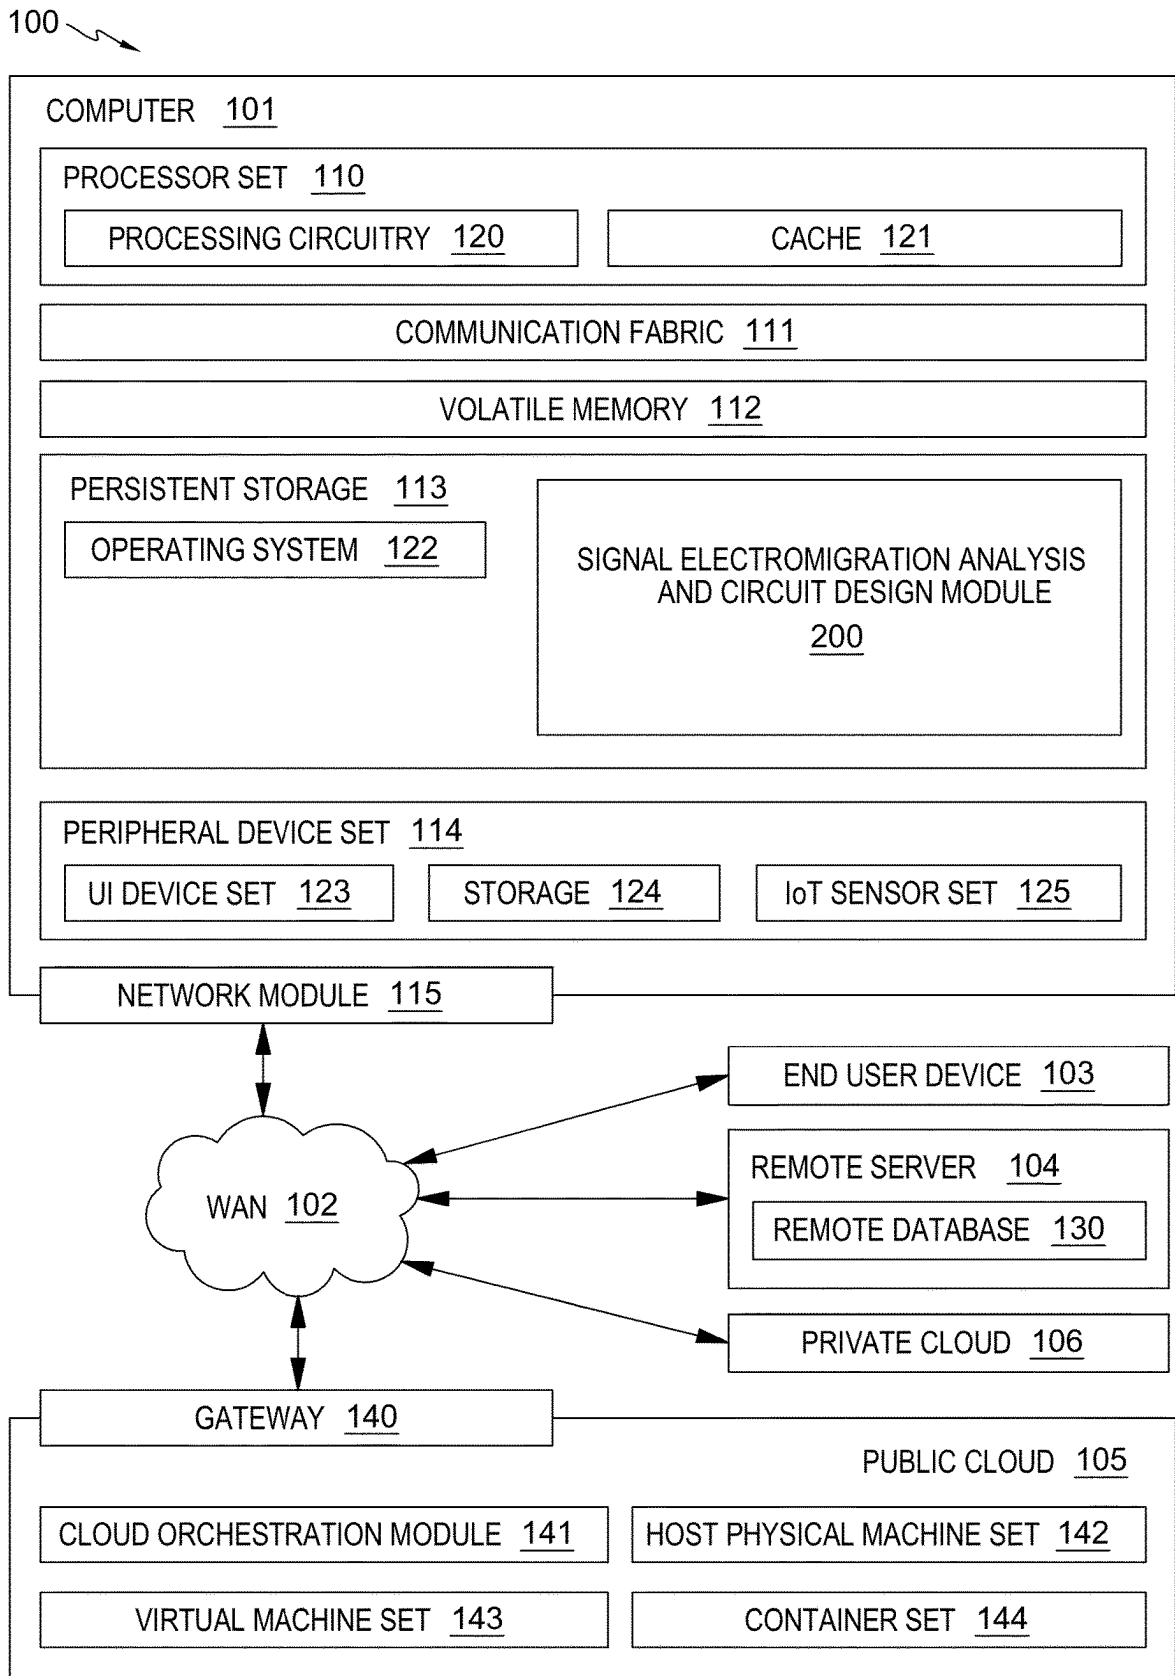 100
COMPUTER 101
PROCESSOR SET 110
PROCESSING CIRCUITRY 120
CACHE 121
COMMUNICATION FABRIC 111
VOLATILE MEMORY 112
PERSISTENT STORAGE 113
OPERATING SYSTEM 122
SIGNAL ELECTROMIGRATION ANALYSIS
AND CIRCUIT DESIGN MODULE
200
PERIPHERAL DEVICE SET 114
UI DEVICE SET 123
STORAGE 124
IoT SENSOR SET 125
NETWORK MODULE 115
END USER DEVICE 103
WAN 102
REMOTE SERVER 104
REMOTE DATABASE 130
PRIVATE CLOUD 106
GATEWAY 140
PUBLIC CLOUD 105
CLOUD ORCHESTRATION MODULE 141
HOST PHYSICAL MACHINE SET 142
VIRTUAL MACHINE SET 143
CONTAINER SET 144